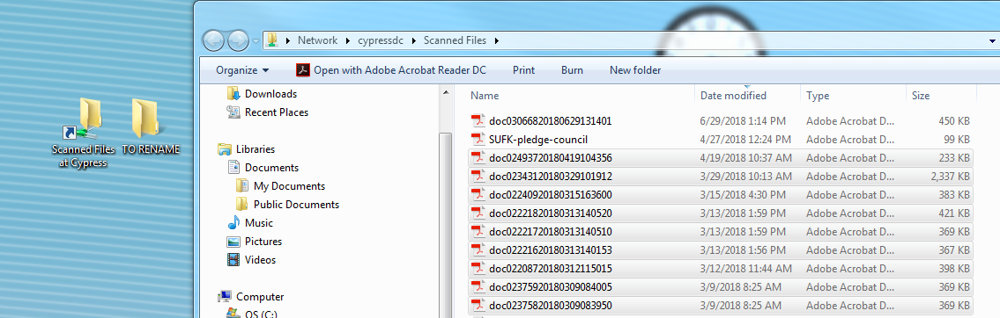 Scanned Files at Cypress
TO RENAME
Network
cypressdc
Scanned Files
Organize
Open with Adobe Acrobat Reader DC
Print
Burn
New folder
Downloads
Recent Places
Libraries
Documents
My Documents
Public Documents
Music
Pictures
Videos
Computer
OS (C:)
Name Date modified Type Size
doc03066820180629131401 6/29/2018 1:14 PM Adobe Acrobat D... 450 KB
SUFK-pledge-council 4/27/2018 12:24 PM Adobe Acrobat D... 99 KB
doc02493720180419104356 4/19/2018 10:37 AM Adobe Acrobat D... 233 KB
doc02343120180329101912 3/29/2018 10:13 AM Adobe Acrobat D... 2,337 KB
doc02240920180315163600 3/15/2018 4:30 PM Adobe Acrobat D... 383 KB
doc02221820180313140520 3/13/2018 1:59 PM Adobe Acrobat D... 421 KB
doc02221720180313140510 3/13/2018 1:59 PM Adobe Acrobat D... 369 KB
doc02221620180313140153 3/13/2018 1:56 PM Adobe Acrobat D... 367 KB
doc02208720180312115015 3/12/2018 11:44 AM Adobe Acrobat D... 398 KB
doc02375920180309084005 3/9/2018 8:25 AM Adobe Acrobat D... 369 KB
doc02375820180309083950 3/9/2018 8:25 AM Adobe Acrobat D... 369 KB